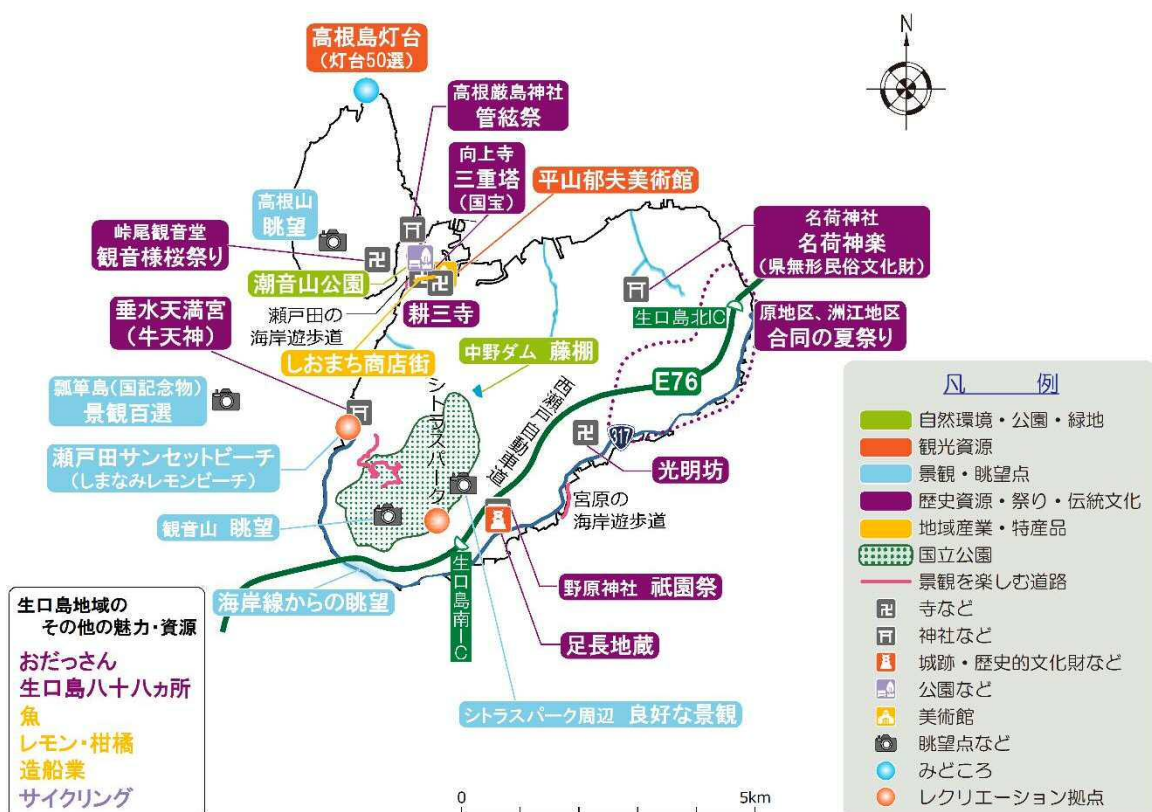 高根島灯台
(灯台50選)
N
高根厳島神社
管絃祭
向上寺
三重塔
(国宝)
平山郁夫美術館
高根山
眺望
峠尾観音堂
観音様桜祭り
名荷神社
名荷神楽
(県無形民俗文化財)
潮音山公園
瀬戸田の
海岸遊歩道
耕三寺
生口島北IC
原地区、洲江地区
合同の夏祭り
垂水天満宮
(牛天神)
しおまち商店街
中野ダム 藤棚
E76
西瀬戸自動車道
317
瓢箪島(国記念物)
景観百選
シトラスパーク
瀬戸田サンセットビーチ
(しまなみレモンビーチ)
光明坊
宮原の
海岸遊歩道
観音山 眺望
海岸線からの眺望
生口島南IC
野原神社 祇園祭
足長地蔵
シトラスパーク周辺 良好な景観
生口島地域の
その他の魅力・資源
おだっさん
生口島八十八ヵ所
魚
レモン・柑橘
造船業
サイクリング
0 5km
凡 例
自然環境・公園・緑地
観光資源
景観・眺望点
歴史資源・祭り・伝統文化
地域産業・特産品
国立公園
景観を楽しむ道路
寺など
神社など
城跡・歴史的文化財など
公園など
美術館
眺望点など
みどころ
レクリエーション拠点